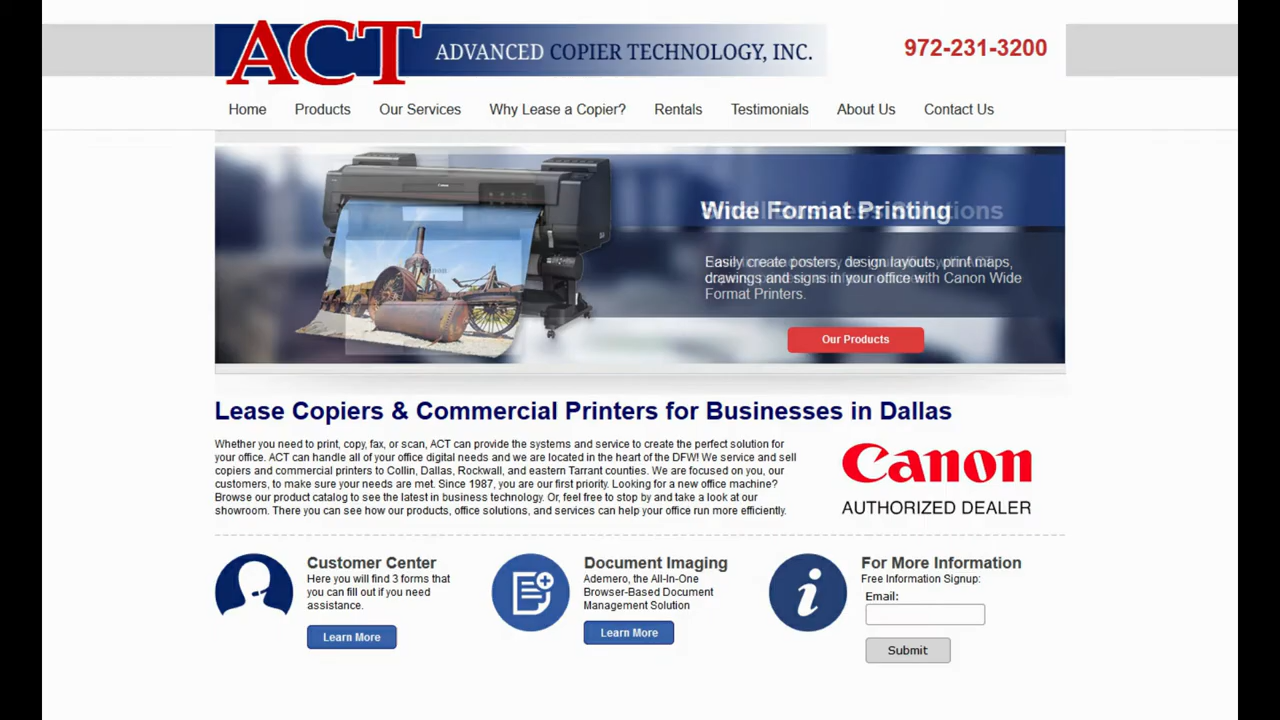 ACT ADVANCED COPIER TECHNOLOGY, INC.
972-231-3200
Home Products Our Services Why Lease a Copier? Rentals Testimonials About Us Contact Us
Canon
Wide Format Printing
Easily create posters, design layouts, print maps,
drawings and signs in your office with Canon Wide
Format Printers.
Our Products
Lease Copiers & Commercial Printers for Businesses in Dallas
Whether you need to print, copy, fax, or scan, ACT can provide the systems and service to create the perfect solution for
your office. ACT can handle all of your office digital needs and we are located in the heart of the DFW! We service and sell
copiers and commercial printers to Collin, Dallas, Rockwall, and eastern Tarrant counties. We are focused on you, our
customers, to make sure your needs are met. Since 1987, you are our first priority. Looking for a new office machine?
Browse our product catalog to see the latest in business technology. Or, feel free to stop by and take a look at our
showroom. There you can see how our products, office solutions, and services can help your office run more efficiently.
Canon
AUTHORIZED DEALER
Customer Center
Here you will find 3 forms that
you can fill out if you need
assistance.
Learn More
Document Imaging
Ademero, the All-In-One
Browser-Based Document
Management Solution
Learn More
For More Information
Free Information Signup:
Email:
Submit